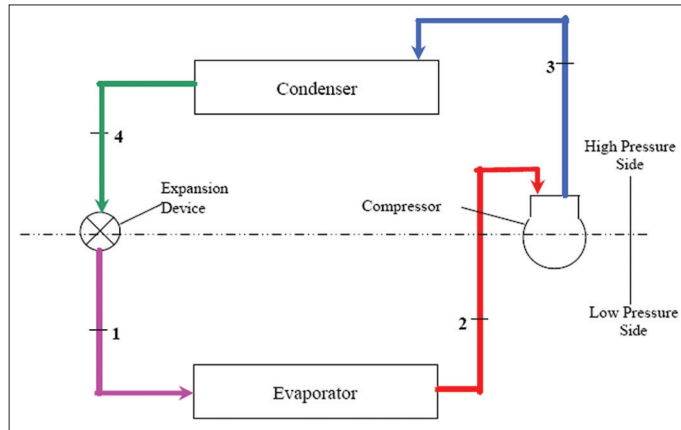 Condenser
3
4
High Pressure
Side
Expansion
Device
Compressor
1
2
Low Pressure
Side
Evaporator